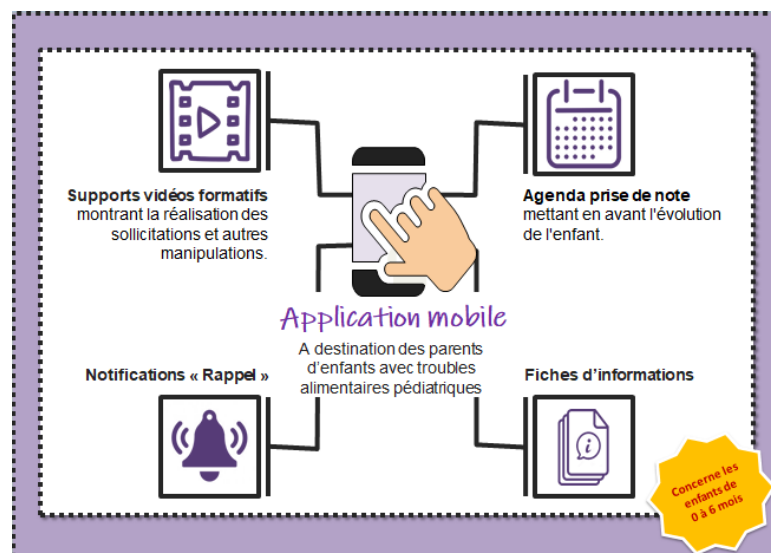 Supports vidéos formatifs
montrant la réalisation des
sollicitations et autres
manipulations.
Agenda prise de note
mettant en avant l'évolution
de l'enfant.
Application mobile
A destination des parents
d'enfants avec troubles
alimentaires pédiatriques
Notifications « Rappel »
Fiches d'informations
Concerne les
enfants de
0 à 6 mois